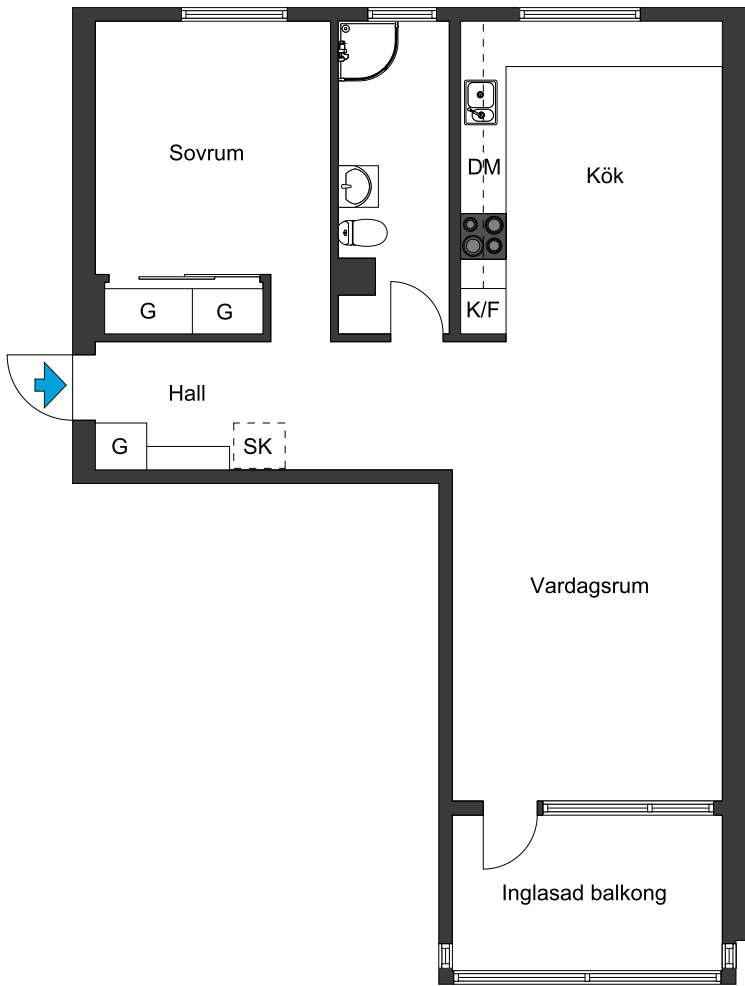 Sovrum
DM
Kök
G
G
K/F
Hall
G
SK
Vardagsrum
Inglasad balkong